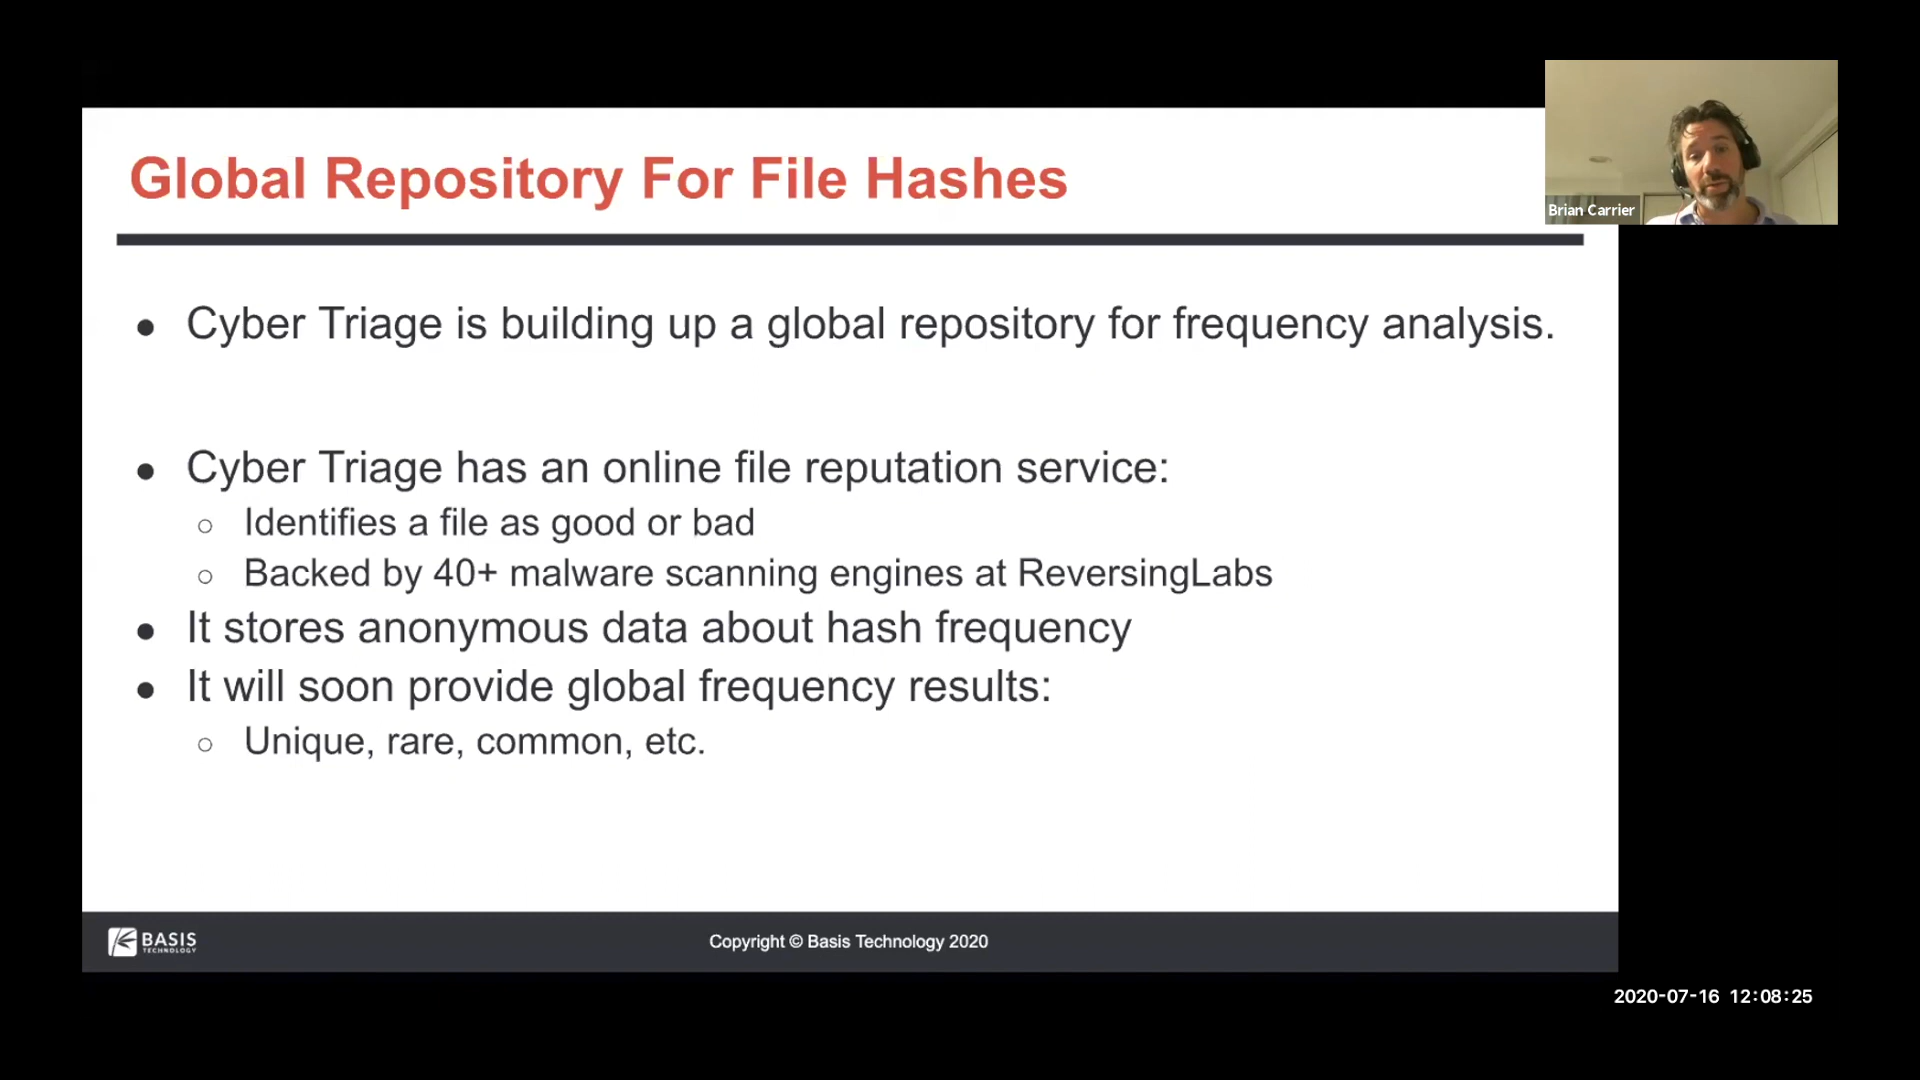 Global Repository For File Hashes
Brian Carrier
● Cyber Triage is building up a global repository for frequency analysis.
● Cyber Triage has an online file reputation service:
○ Identifies a file as good or bad
○ Backed by 40+ malware scanning engines at ReversingLabs
● It stores anonymous data about hash frequency
● It will soon provide global frequency results:
○ Unique, rare, common, etc.
BASIS
TECHNOLOGY
Copyright © Basis Technology 2020
2020-07-16 12:08:25